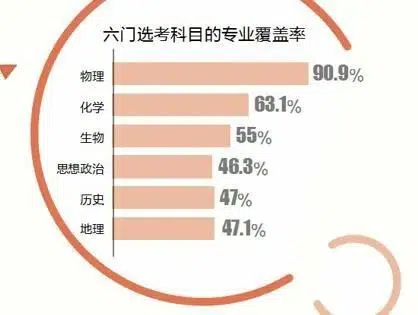 六门选考科目的专业覆盖率
物理 90.9%
化学 63.1%
生物 55%
思想政治 46.3%
历史 47%
地理 47.1%